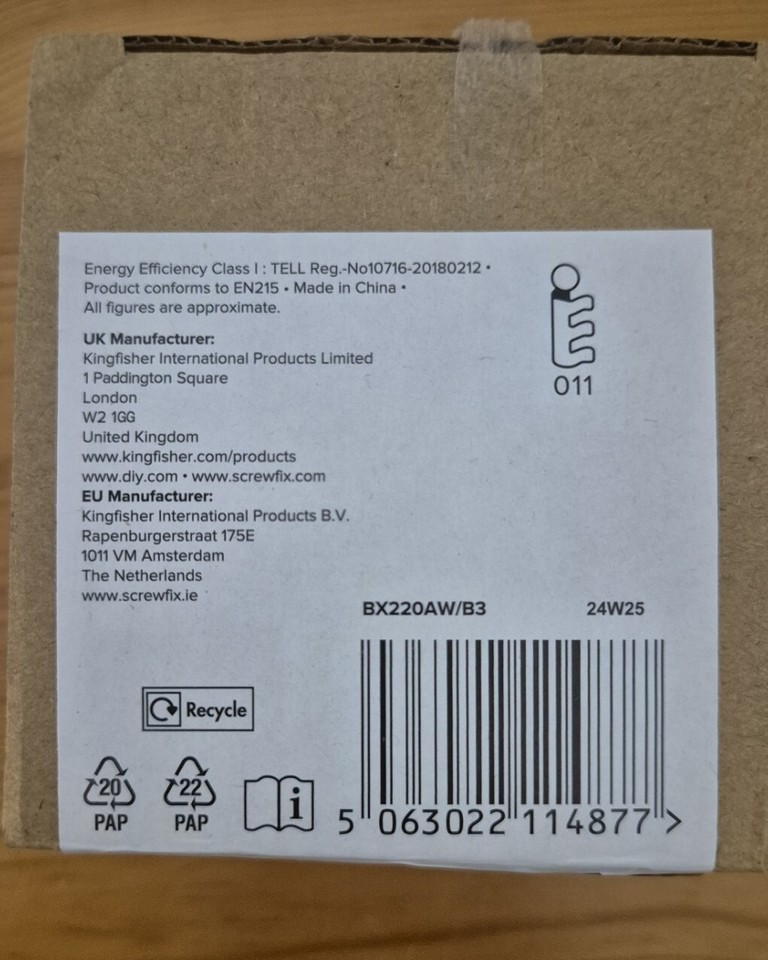 Energy Efficiency Class I : TELL Reg.-No10716-20180212 •
Product conforms to EN215 • Made in China •
All figures are approximate.
011
UK Manufacturer:
Kingfisher International Products Limited
1 Paddington Square
London
W2 1GG
United Kingdom
www.kingfisher.com/products
www.diy.com • www.screwfix.com
EU Manufacturer:
Kingfisher International Products B.V.
Rapenburgerstraat 175E
1011 VM Amsterdam
The Netherlands
www.screwfix.ie
BX220AW/B3 24W25
Recycle
20 22 i
PAP PAP
5 063022 114877 >